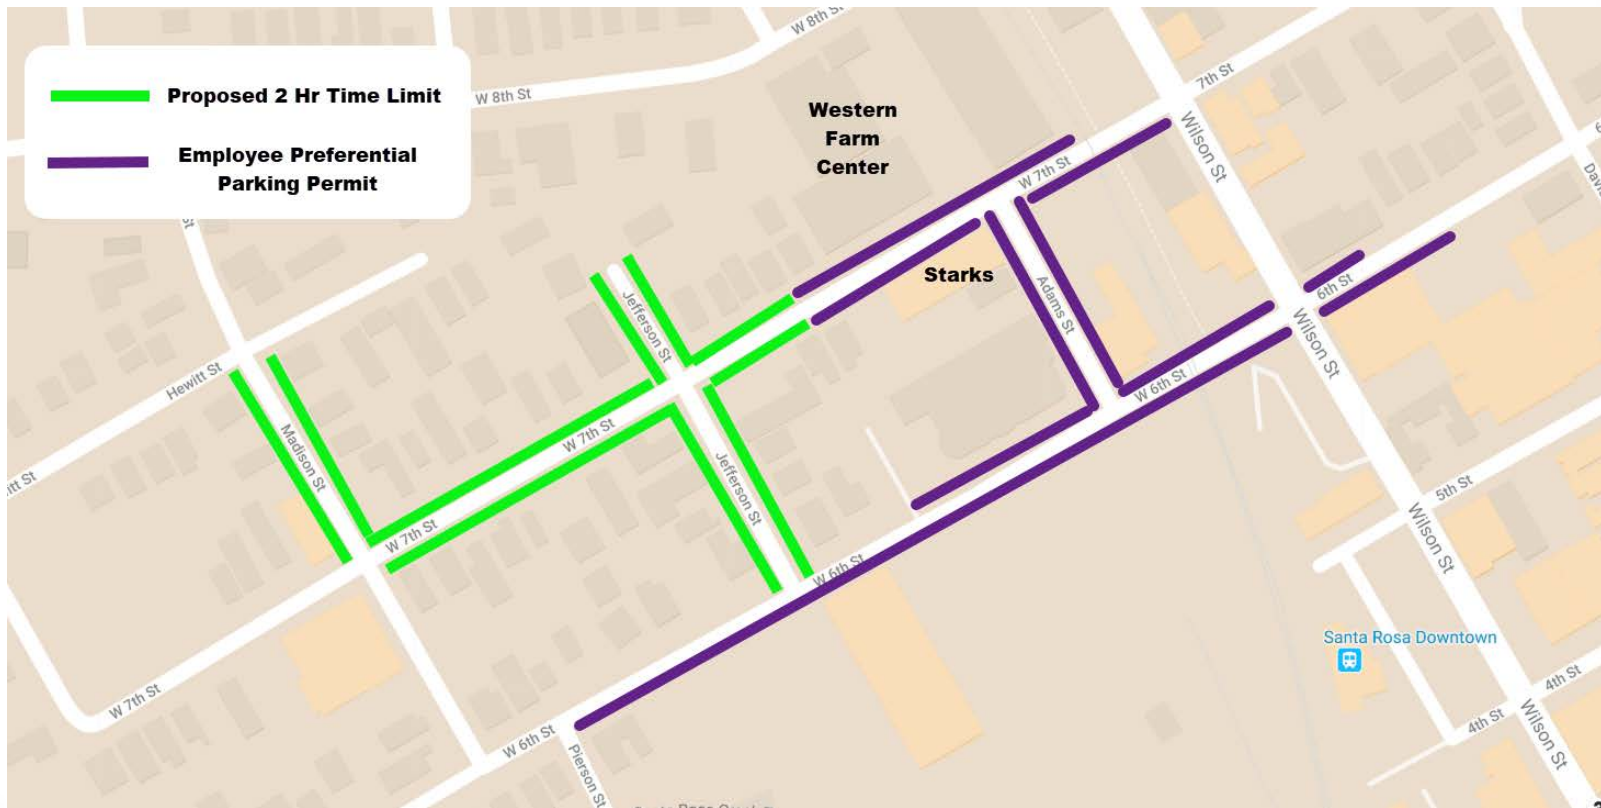 Proposed 2 Hr Time Limit
Employee Preferential
Parking Permit
W 8th St
W 8th St
7th St
Western
Farm
Center
W 7th St
Wilson St
St
Starks
Adams St
6th St
Jefferson St
Wilson St
Hewitt St
W 6th St
Madison St
W 7th St
itt St
Jefferson St
5th St
W 7th St
Wilson St
W 6th St
Santa Rosa Downtown
4th St
W 7th St
4th St
Wilson St
W 6th St
Pierson St